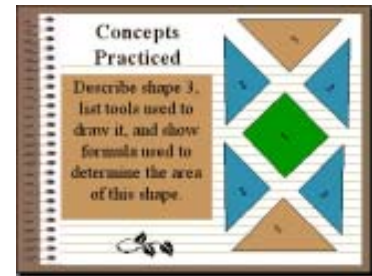 Concepts
Practiced
Describe shape 3,
list tools used to
draw it, and show
formula used to
determine the area
of this shape.